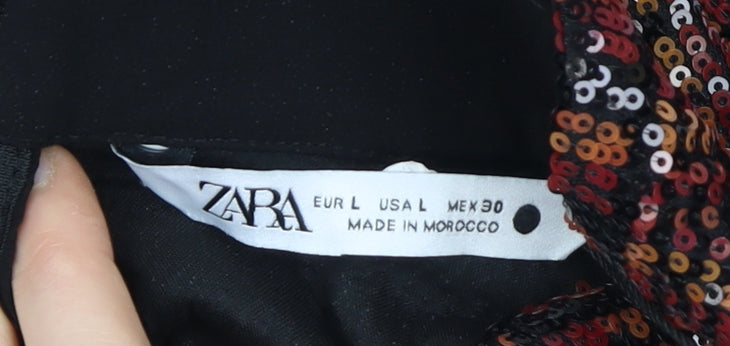 ZARA EUR L USA L MEX 30
MADE IN MOROCCO